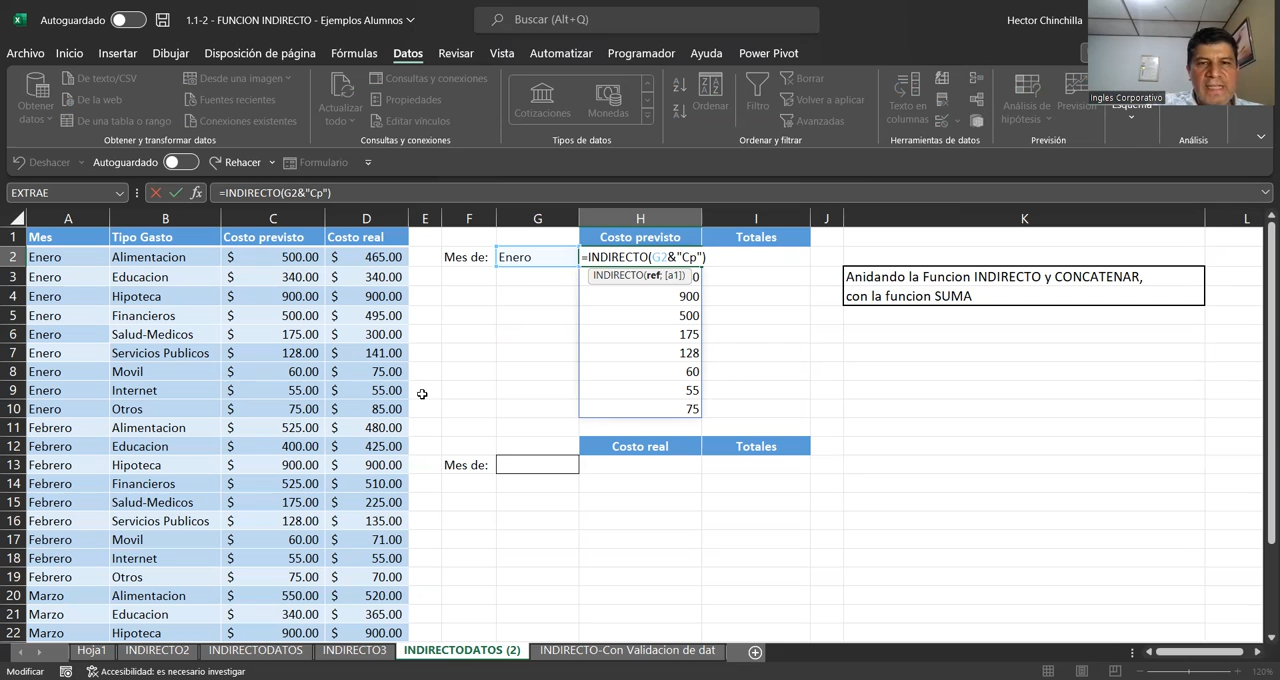 Autoguardado 1.1-2 - FUNCION INDIRECTO - Ejemplos Alumnos Buscar (Alt+Q) Hector Chinchilla
Archivo Inicio Insertar Dibujar Disposición de página Fórmulas Datos Revisar Vista Automatizar Programador Ayuda Power Pivot
Obtener datos De texto/CSV De la web De una tabla o rango Desde una imagen Fuentes recientes Conexiones existentes
Obtener y transformar datos
Actualizar todo Consultas y conexiones Propiedades Editar vínculos
Consultas y conexiones
Cotizaciones Monedas
Tipos de datos
Ordenar Filtro Borrar Volver a aplicar Avanzadas
Ordenar y filtrar
Texto en columnas
Herramientas de datos
Análisis de hipótesis
Previsión
Esquema
Análisis
Ingles Corporativo
Deshacer Autoguardado Rehacer Formulario
EXTRAE fx =INDIRECTO(G2&"Cp")
A B C D E F G H I J K L
1 Mes Tipo Gasto Costo previsto Costo real Costo previsto Totales
2 Enero Alimentacion $ 500.00 $ 465.00 Mes de: Enero =INDIRECTO(G2&"Cp")
INDIRECTO(ref; [a1])
3 Enero Educacion $ 340.00 $ 340.00 0 Anidando la Funcion INDIRECTO y CONCATENAR,
4 Enero Hipoteca $ 900.00 $ 900.00 900 con la funcion SUMA
5 Enero Financieros $ 500.00 $ 495.00 500
6 Enero Salud-Medicos $ 175.00 $ 300.00 175
7 Enero Servicios Publicos $ 128.00 $ 141.00 128
8 Enero Movil $ 60.00 $ 75.00 60
9 Enero Internet $ 55.00 $ 55.00 55
10 Enero Otros $ 75.00 $ 85.00 75
11 Febrero Alimentacion $ 525.00 $ 480.00
12 Febrero Educacion $ 400.00 $ 425.00 Costo real Totales
13 Febrero Hipoteca $ 900.00 $ 900.00 Mes de:
14 Febrero Financieros $ 525.00 $ 510.00
15 Febrero Salud-Medicos $ 175.00 $ 225.00
16 Febrero Servicios Publicos $ 128.00 $ 135.00
17 Febrero Movil $ 60.00 $ 71.00
18 Febrero Internet $ 55.00 $ 55.00
19 Febrero Otros $ 75.00 $ 70.00
20 Marzo Alimentacion $ 550.00 $ 520.00
21 Marzo Educacion $ 340.00 $ 365.00
22 Marzo Hipoteca $ 900.00 $ 900.00
Hoja1 INDIRECTO2 INDIRECTODATOS INDIRECTO3 INDIRECTODATOS (2) INDIRECTO-Con Validacion de dat
Modificar Accesibilidad: es necesario investigar 120%